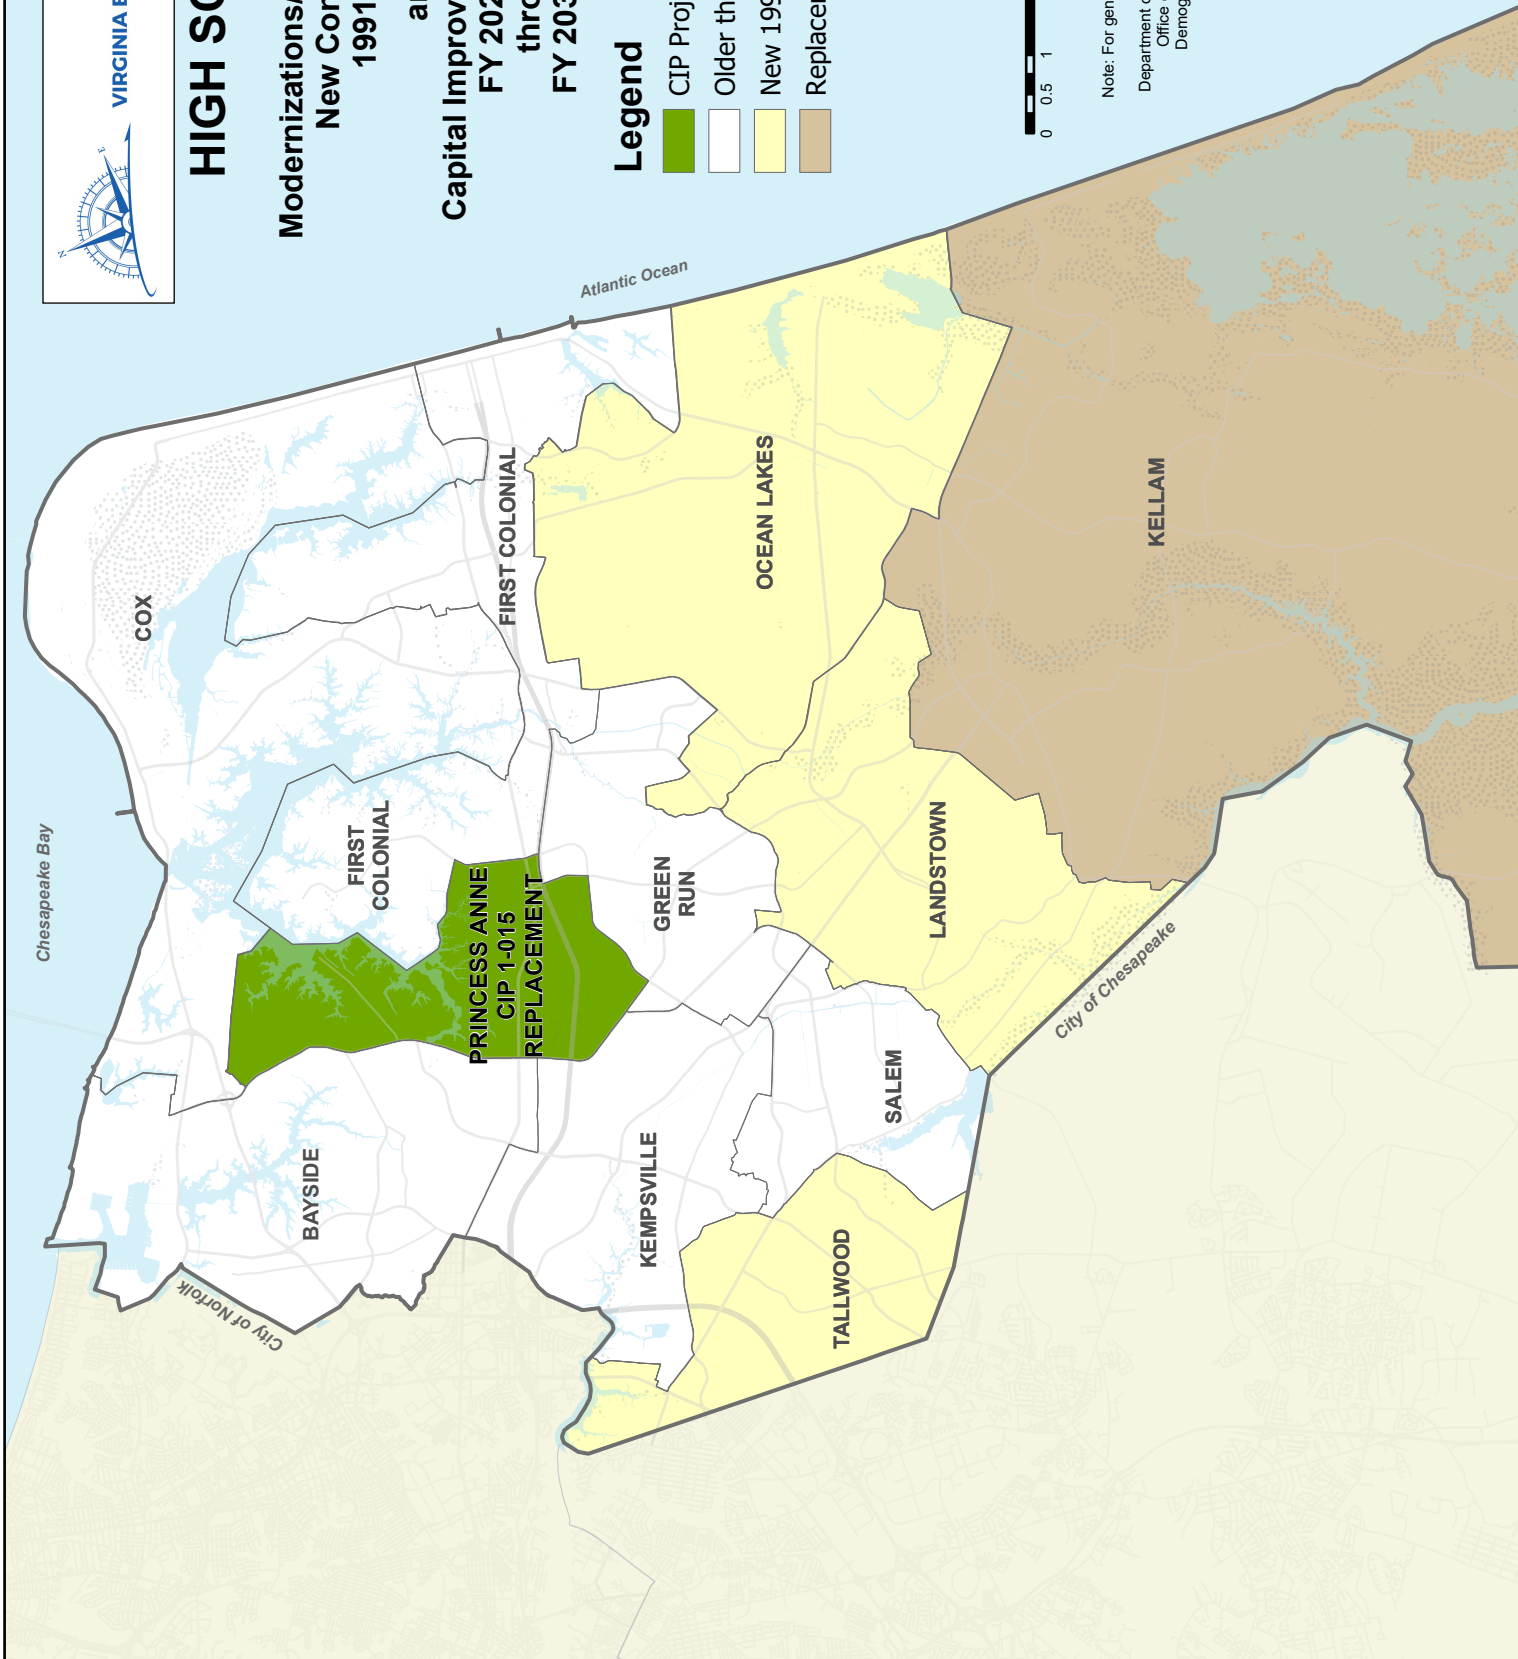 VIRGINIA B
N
E
HIGH SC
Modernizations/
New Con
1991
a
Capital Improv
FY 202
thro
FY 203
Legend
CIP Proj
Older th
New 199
Replacer
0 0.5 1
Note: For gen
Department o
Office
Demog
Chesapeake Bay
Atlantic Ocean
COX
FIRST COLONIAL
FIRST
COLONIAL
PRINCESS ANNE
CIP 1-015
REPLACEMENT
BAYSIDE
City of Norfolk
GREEN
RUN
KEMPSVILLE
OCEAN LAKES
LANDSTOWN
SALEM
TALLWOOD
KELLAM
City of Chesapeake